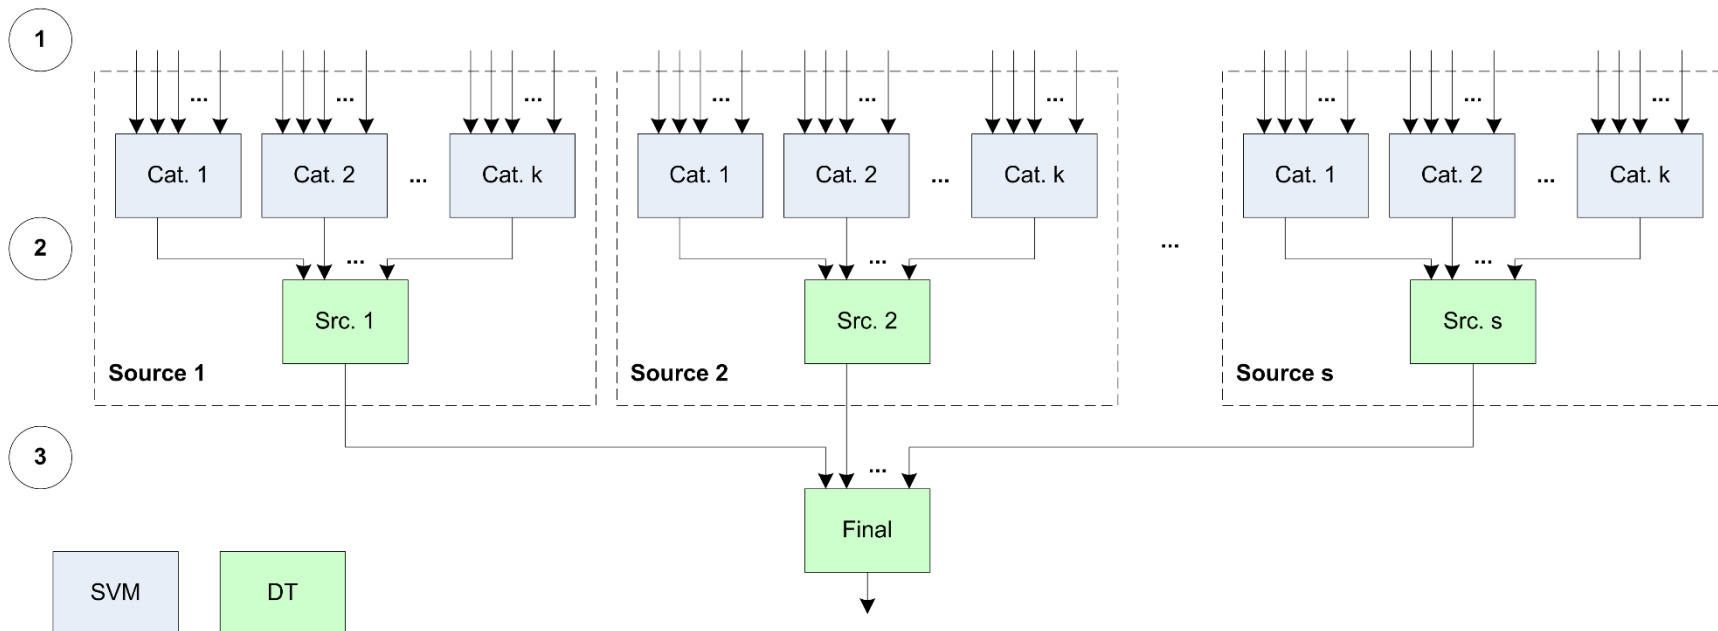 1
... ... ... ... ... ... ... ... ...
Cat. 1 Cat. 2 ... Cat. k Cat. 1 Cat. 2 ... Cat. k Cat. 1 Cat. 2 ... Cat. k
2
... ... ... ...
Src. 1 Src. 2 Src. s
Source 1 Source 2 Source s
3
...
Final
SVM DT